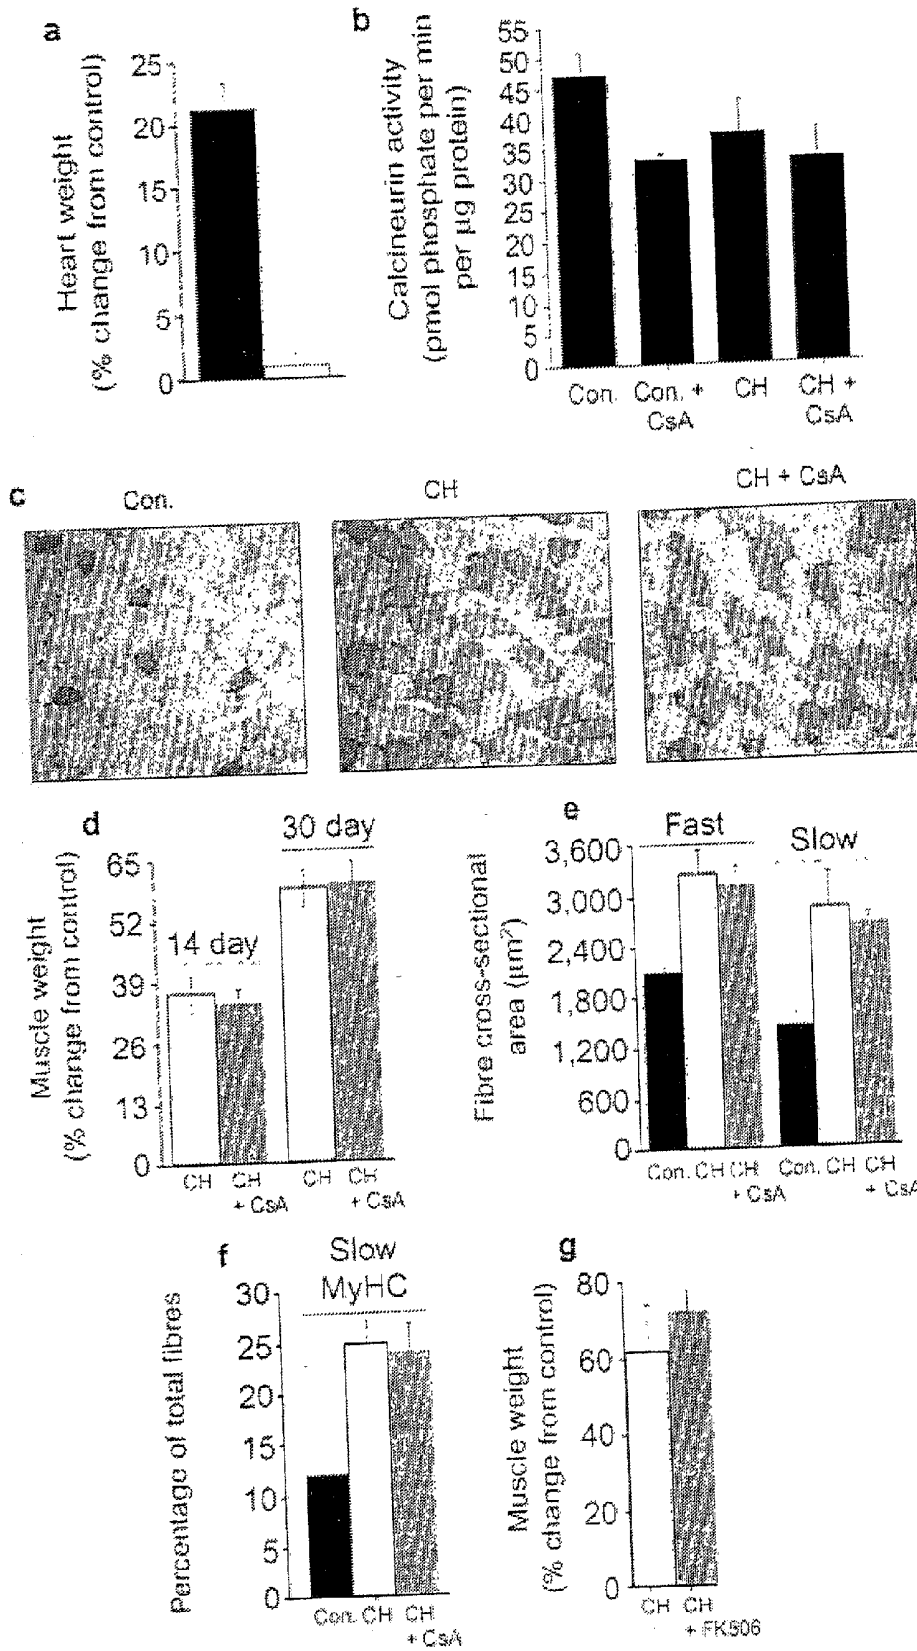 a
Heart weight
(% change from control)
25
20
15
10
5
0
b
Calcineurin activity
(pmol phosphate per min
per µg protein)
55
50
45
40
35
30
25
20
15
10
5
0
Con. Con. + CH CH +
CsA CsA
c
Con. CH CH + CsA
d
Muscle weight
(% change from control)
65
52
39
26
13
0
14 day
30 day
CH CH CH CH
+ CsA + CsA
e
Fibre cross-sectional
area (µm²)
3,600
3,000
2,400
1,800
1,200
600
0
Fast
Slow
Con. CH CH Con. CH CH
+ CsA + CsA
f
Percentage of total fibres
30
25
20
15
10
5
0
Slow
MyHC
Con. CH CH
+ CsA
g
Muscle weight
(% change from control)
80
60
40
20
0
CH CH
+ FK506